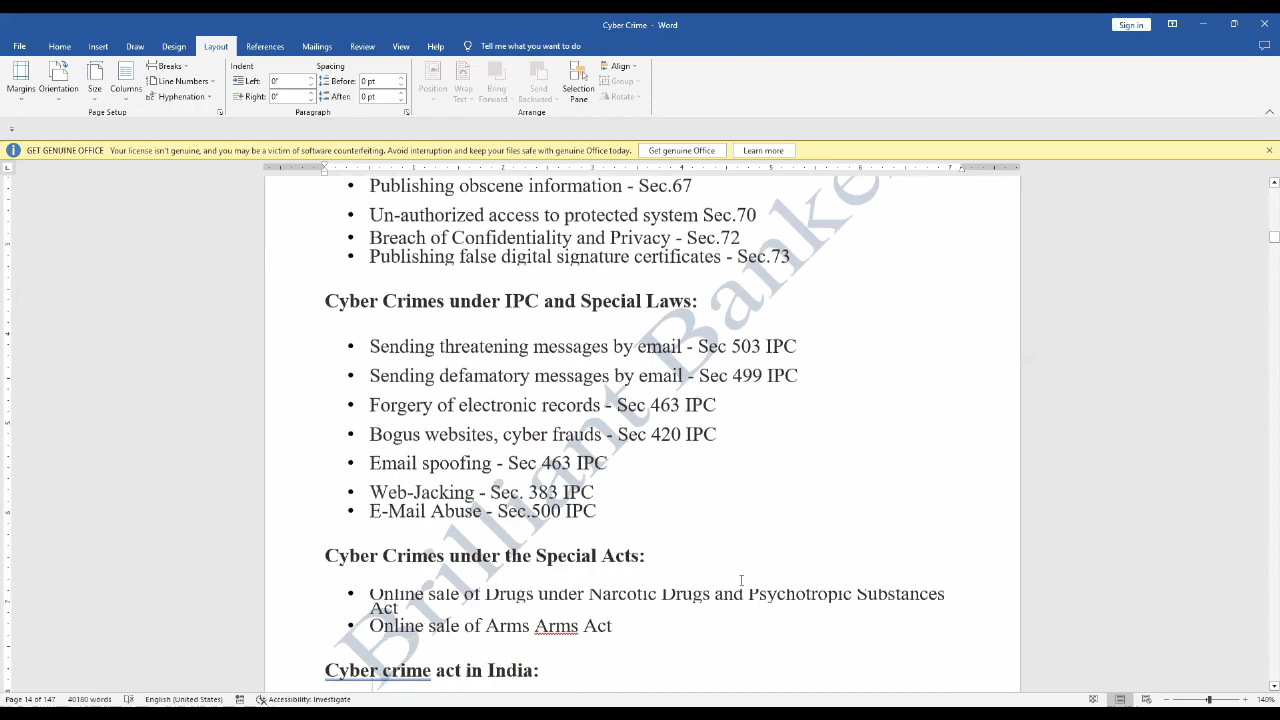 Cyber Crime - Word
Sign in
File Home Insert Draw Design Layout References Mailings Review View Help Tell me what you want to do
Margins Orientation Size Columns Breaks Line Numbers Hyphenation
Page Setup
Indent Spacing
Left: 0" Before: 0 pt
Right: 0" After: 0 pt
Paragraph
Position Wrap Text Bring Forward Send Backward Selection Pane Align Group Rotate
Arrange
GET GENUINE OFFICE Your license isn't genuine, and you may be a victim of software counterfeiting. Avoid interruption and keep your files safe with genuine Office today. Get genuine Office Learn more
1 2 3 4 5 6 7
• Publishing obscene information - Sec.67
• Un-authorized access to protected system Sec.70
• Breach of Confidentiality and Privacy - Sec.72
• Publishing false digital signature certificates - Sec.73
Cyber Crimes under IPC and Special Laws:
• Sending threatening messages by email - Sec 503 IPC
• Sending defamatory messages by email - Sec 499 IPC
• Forgery of electronic records - Sec 463 IPC
• Bogus websites, cyber frauds - Sec 420 IPC
• Email spoofing - Sec 463 IPC
• Web-Jacking - Sec. 383 IPC
• E-Mail Abuse - Sec.500 IPC
Cyber Crimes under the Special Acts:
• Online sale of Drugs under Narcotic Drugs and Psychotropic Substances
Act
• Online sale of Arms Arms Act
Cyber crime act in India:
Brilliant Banke
Page 14 of 147 40180 words English (United States) Accessibility: Investigate 140%